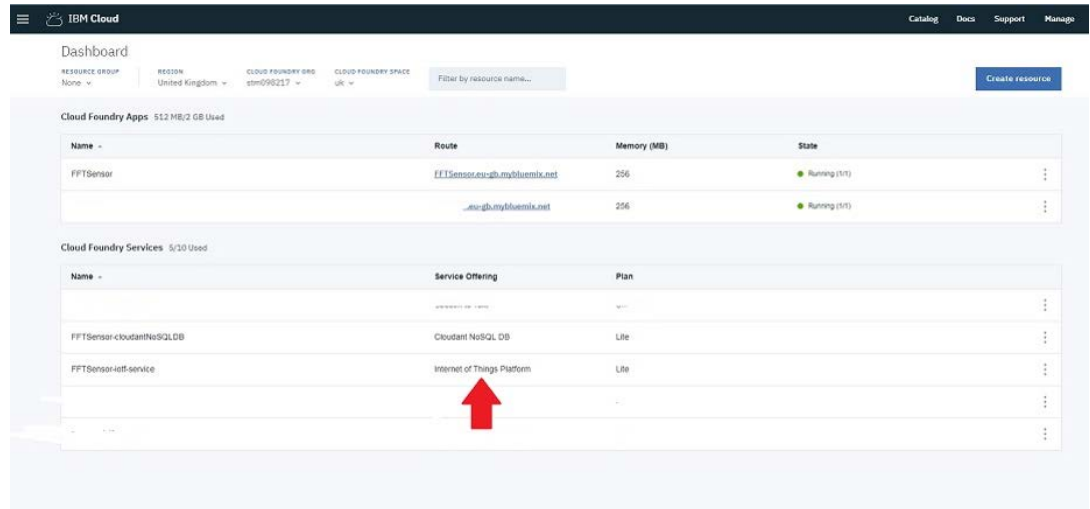 IBM Cloud Catalog Docs Support Manage
Dashboard
RESOURCE GROUP REGION CLOUD FOUNDRY ORG CLOUD FOUNDRY SPACE
None United Kingdom stm098217 uk Filter by resource name... Create resource
Cloud Foundry Apps 512 MB/2 GB Used
Name Route Memory (MB) State
FFTSensor FFTSensor.eu-gb.mybluemix.net 256 Running (1/1)
...eu-gb.mybluemix.net 256 Running (1/1)
Cloud Foundry Services 5/10 Used
Name Service Offering Plan
FFTSensor-cloudantNoSQLDB Cloudant NoSQL DB Lite
FFTSensor-iotf-service Internet of Things Platform Lite